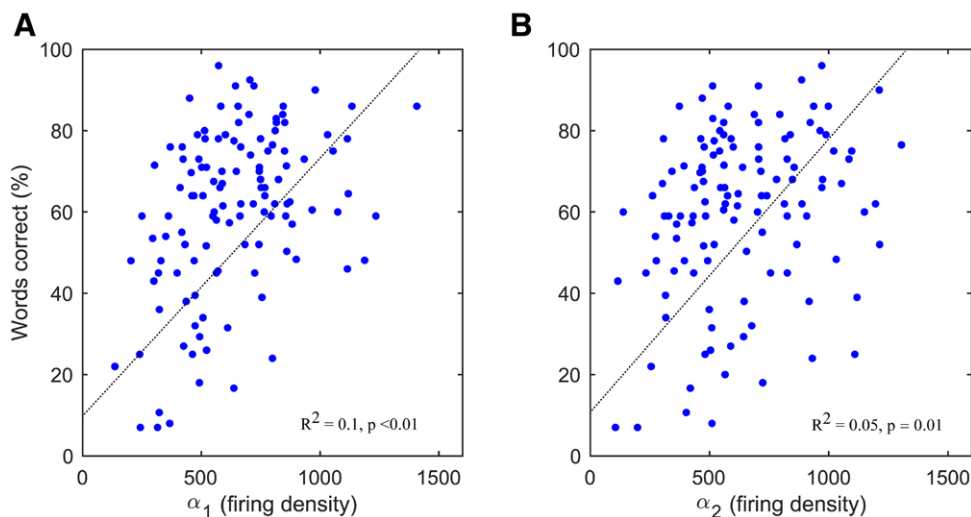 A
B
Words correct (%)
100
80
60
40
20
0
R² = 0.1, p <0.01
0 500 1000 1500
α₁ (firing density)
100
80
60
40
20
0
R² = 0.05, p = 0.01
0 500 1000 1500
α₂ (firing density)